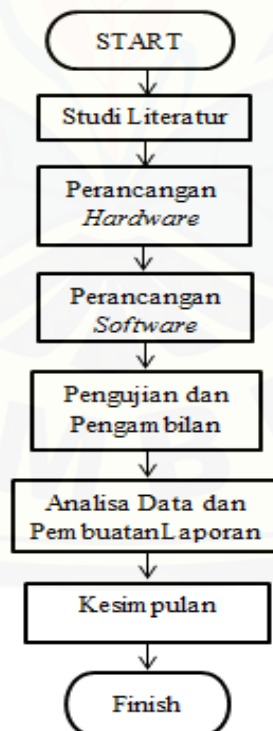 START
Studi Literatur
Perancangan
Hardware
Perancangan
Software
Pengujian dan
Pengambilan
Analisa Data dan
Pembuatan Laporan
Kesimpulan
Finish